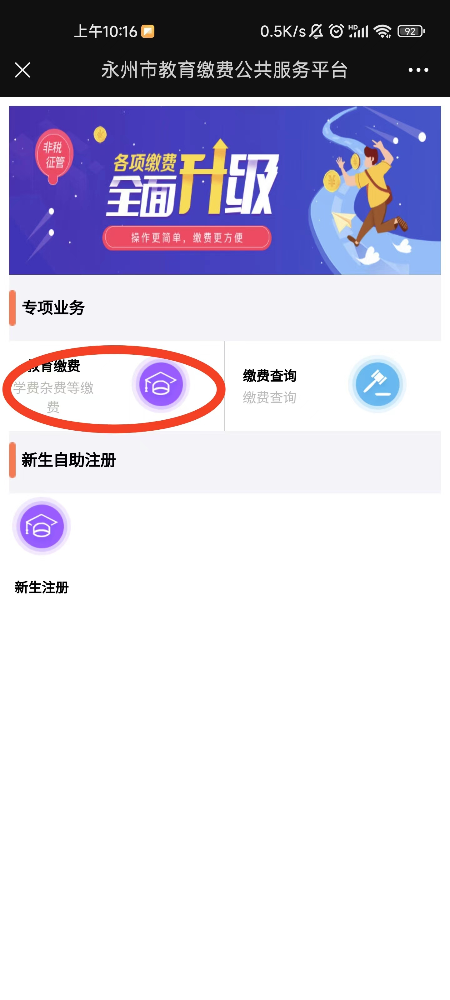 上午10:16
0.5K/s
HD
92
永州市教育缴费公共服务平台
非税
征管
各项缴费
全面升级
操作更简单，缴费更方便
专项业务
教育缴费
学费杂费等缴
费
缴费查询
缴费查询
新生自助注册
新生注册